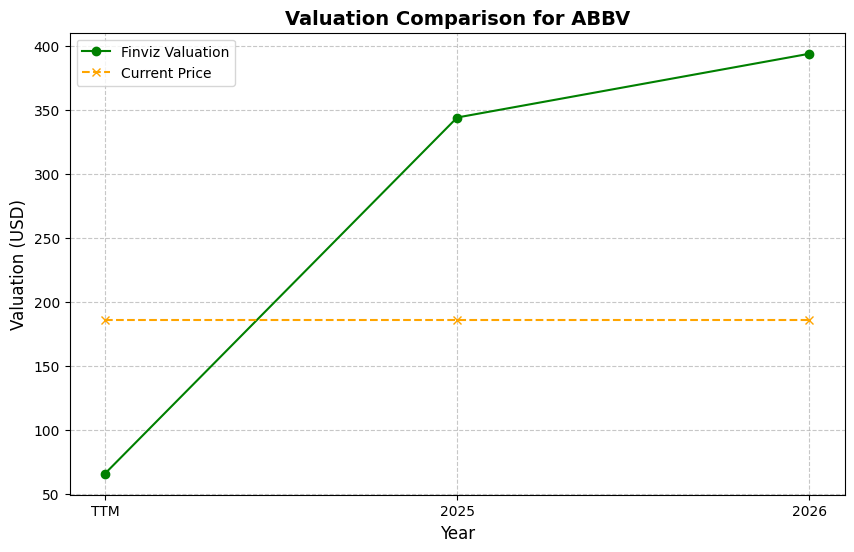 Valuation Comparison for ABBV
Finviz Valuation
Current Price
400
350
300
250
200
150
100
50
Valuation (USD)
TTM
2025
2026
Year